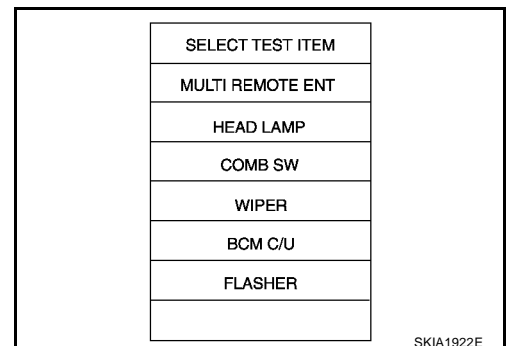 SELECT TEST ITEM
MULTI REMOTE ENT
HEAD LAMP
COMB SW
WIPER
BCM C/U
FLASHER
SKIA1922E